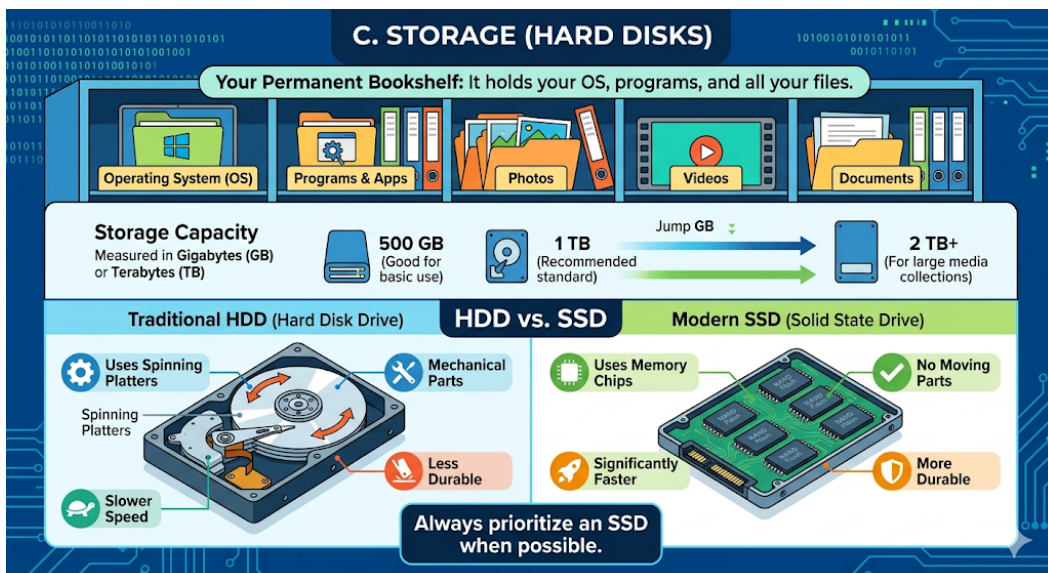 C. STORAGE (HARD DISKS)
Your Permanent Bookshelf: It holds your OS, programs, and all your files.
Operating System (OS)
Programs & Apps
Photos
Videos
Documents
Storage Capacity
Measured in Gigabytes (GB)
or Terabytes (TB)
500 GB
(Good for
basic use)
1 TB
(Recommended
standard)
Jump GB
2 TB+
(For large media
collections)
Traditional HDD (Hard Disk Drive)
HDD vs. SSD
Modern SSD (Solid State Drive)
Uses Spinning
Platters
Mechanical
Parts
Spinning
Platters
Less
Durable
Slower
Speed
Uses Memory
Chips
No Moving
Parts
Significantly
Faster
More
Durable
Always prioritize an SSD
when possible.